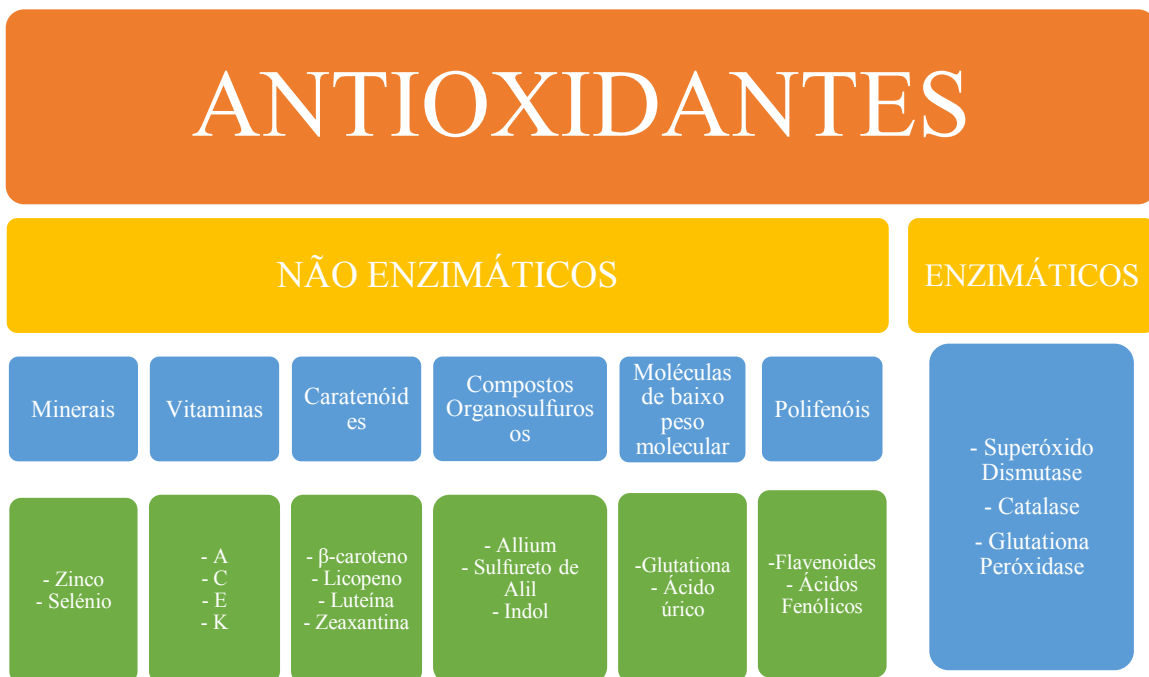 ANTIOXIDANTES
NÃO ENZIMÁTICOS
ENZIMÁTICOS
Minerais
Vitaminas
Caratenóid
es
Compostos
Organosulfuros
os
Moléculas
de baixo
peso
molecular
Polifenóis
- Zinco
- Selénio
- A
- C
- E
- K
- β-caroteno
- Licopeno
- Luteína
- Zeaxantina
- Allium
- Sulfureto de
Alil
- Indol
-Glutationa
- Ácido
úrico
-Flavenoides
- Ácidos
Fenólicos
- Superóxido
Dismutase
- Catalase
- Glutationa
Peróxidase